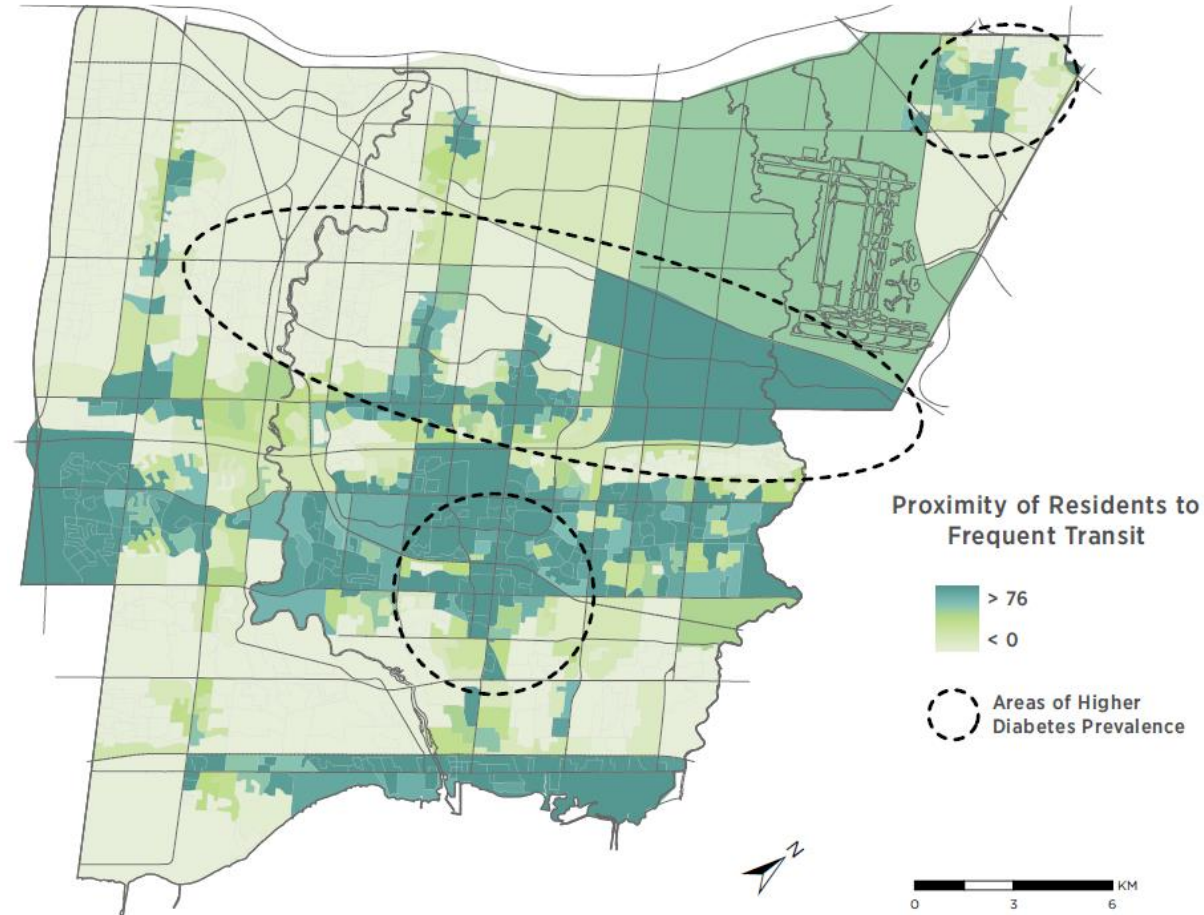 Proximity of Residents to
Frequent Transit
> 76
< 0
Areas of Higher
Diabetes Prevalence
N
KM
0 3 6